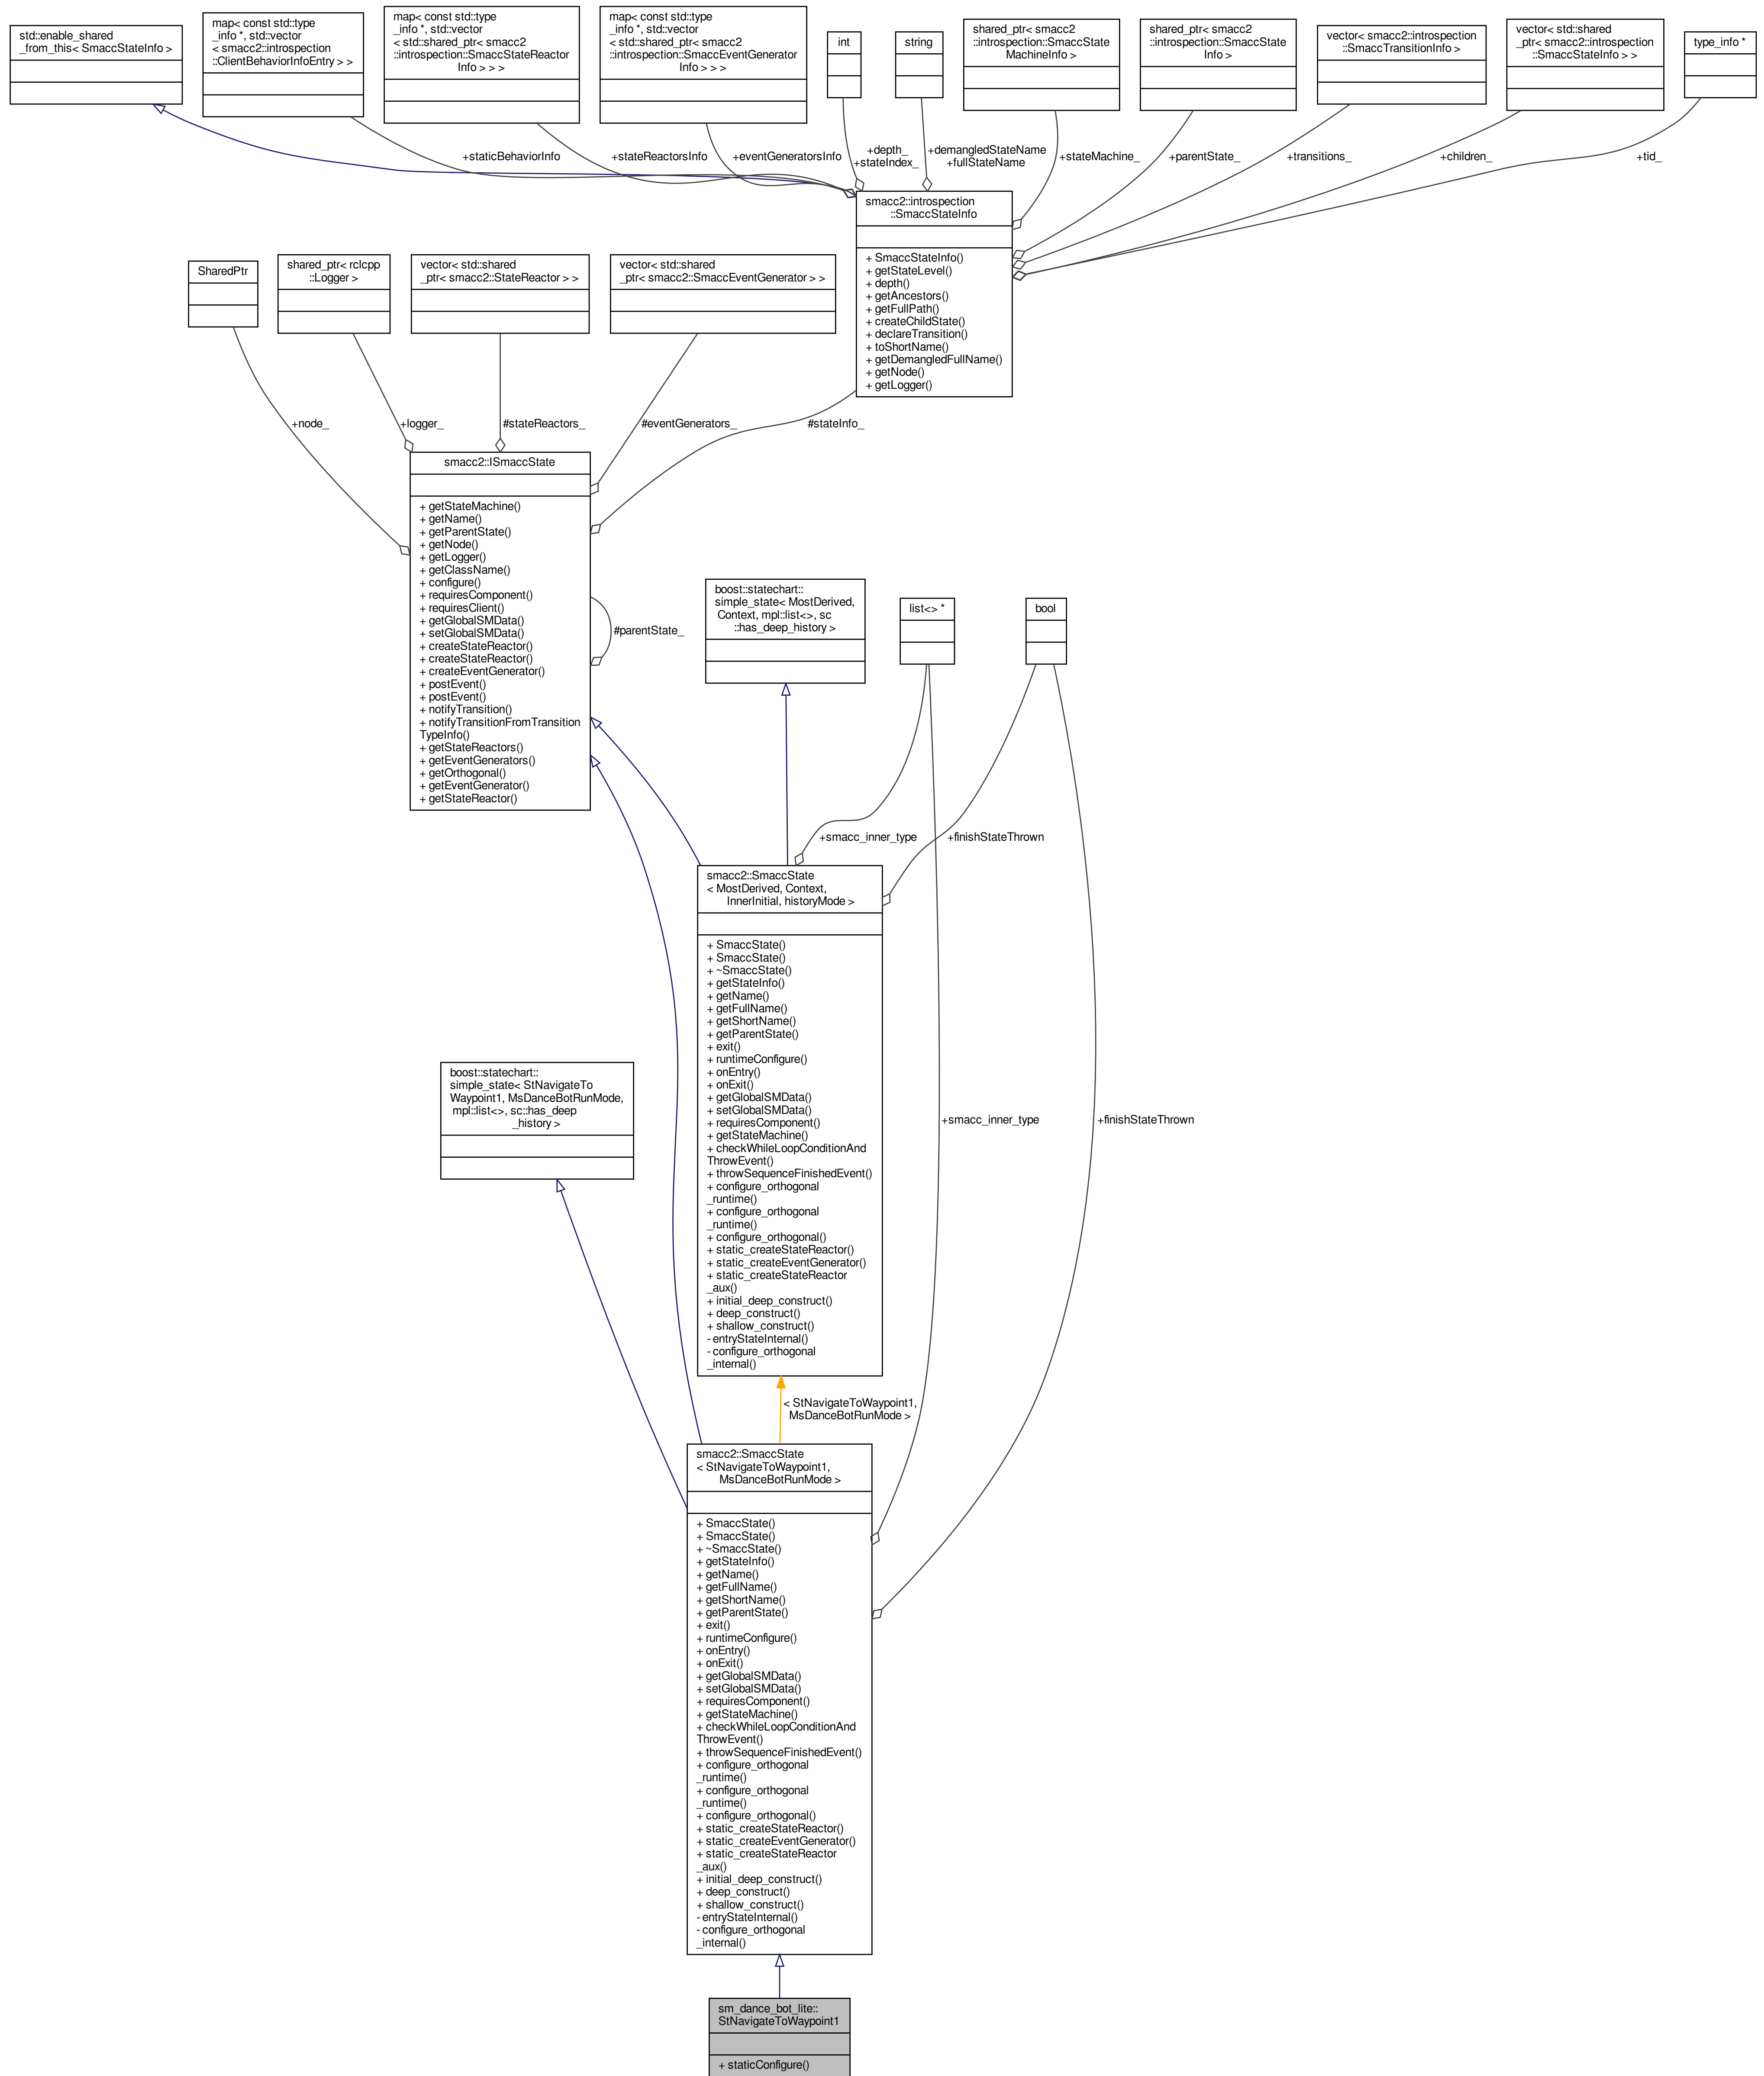 std::enable_shared
_from_this< SmaccStateInfo >
map< const std::type
_info *, std::vector
< smacc2::introspection
::ClientBehaviorInfoEntry > >
map< const std::type
_info *, std::vector
< std::shared_ptr< smacc2
::introspection::SmaccStateReactor
Info > > >
map< const std::type
_info *, std::vector
< std::shared_ptr< smacc2
::introspection::SmaccEventGenerator
Info > > >
int
string
shared_ptr< smacc2
::introspection::SmaccState
MachineInfo >
shared_ptr< smacc2
::introspection::SmaccState
Info >
vector< smacc2::introspection
::SmaccTransitionInfo >
vector< std::shared
_ptr< smacc2::introspection
::SmaccStateInfo > >
type_info *
+staticBehaviorInfo
+stateReactorsInfo
+eventGeneratorsInfo
+depth_
+stateIndex_
+demangledStateName
+fullStateName
+stateMachine_
+parentState_
+transitions_
+children_
+tid_
smacc2::introspection
::SmaccStateInfo
+ SmaccStateInfo()
+ getStateLevel()
+ depth()
+ getAncestors()
+ getFullPath()
+ createChildState()
+ declareTransition()
+ toShortName()
+ getDemangledFullName()
+ getNode()
+ getLogger()
SharedPtr
shared_ptr< rclcpp
::Logger >
vector< std::shared
_ptr< smacc2::StateReactor > >
vector< std::shared
_ptr< smacc2::SmaccEventGenerator > >
+node_
+logger_
#stateReactors_
#eventGenerators_
#stateInfo_
smacc2::ISmaccState
+ getStateMachine()
+ getName()
+ getParentState()
+ getNode()
+ getLogger()
+ getClassName()
+ configure()
+ requiresComponent()
+ requiresClient()
+ getGlobalSMData()
+ setGlobalSMData()
+ createStateReactor()
+ createStateReactor()
+ createEventGenerator()
+ postEvent()
+ postEvent()
+ notifyTransition()
+ notifyTransitionFromTransition
TypeInfo()
+ getStateReactors()
+ getEventGenerators()
+ getOrthogonal()
+ getEventGenerator()
+ getStateReactor()
#parentState_
boost::statechart::
simple_state< MostDerived,
Context, mpl::list<>, sc
::has_deep_history >
list<> *
bool
+smacc_inner_type
+finishStateThrown
smacc2::SmaccState
< MostDerived, Context,
InnerInitial, historyMode >
+ SmaccState()
+ SmaccState()
+ ~SmaccState()
+ getStateInfo()
+ getName()
+ getFullName()
+ getShortName()
+ getParentState()
+ exit()
+ runtimeConfigure()
+ onEntry()
+ onExit()
+ getGlobalSMData()
+ setGlobalSMData()
+ requiresComponent()
+ getStateMachine()
+ checkWhileLoopConditionAnd
ThrowEvent()
+ throwSequenceFinishedEvent()
+ configure_orthogonal
_runtime()
+ configure_orthogonal
_runtime()
+ configure_orthogonal()
+ static_createStateReactor()
+ static_createEventGenerator()
+ static_createStateReactor
_aux()
+ initial_deep_construct()
+ deep_construct()
+ shallow_construct()
- entryStateInternal()
- configure_orthogonal
_internal()
boost::statechart::
simple_state< StNavigateTo
Waypoint1, MsDanceBotRunMode,
mpl::list<>, sc::has_deep
_history >
+smacc_inner_type
+finishStateThrown
< StNavigateToWaypoint1,
MsDanceBotRunMode >
smacc2::SmaccState
< StNavigateToWaypoint1,
MsDanceBotRunMode >
+ SmaccState()
+ SmaccState()
+ ~SmaccState()
+ getStateInfo()
+ getName()
+ getFullName()
+ getShortName()
+ getParentState()
+ exit()
+ runtimeConfigure()
+ onEntry()
+ onExit()
+ getGlobalSMData()
+ setGlobalSMData()
+ requiresComponent()
+ getStateMachine()
+ checkWhileLoopConditionAnd
ThrowEvent()
+ throwSequenceFinishedEvent()
+ configure_orthogonal
_runtime()
+ configure_orthogonal
_runtime()
+ configure_orthogonal()
+ static_createStateReactor()
+ static_createEventGenerator()
+ static_createStateReactor
_aux()
+ initial_deep_construct()
+ deep_construct()
+ shallow_construct()
- entryStateInternal()
- configure_orthogonal
_internal()
sm_dance_bot_lite::
StNavigateToWaypoint1
+ staticConfigure()